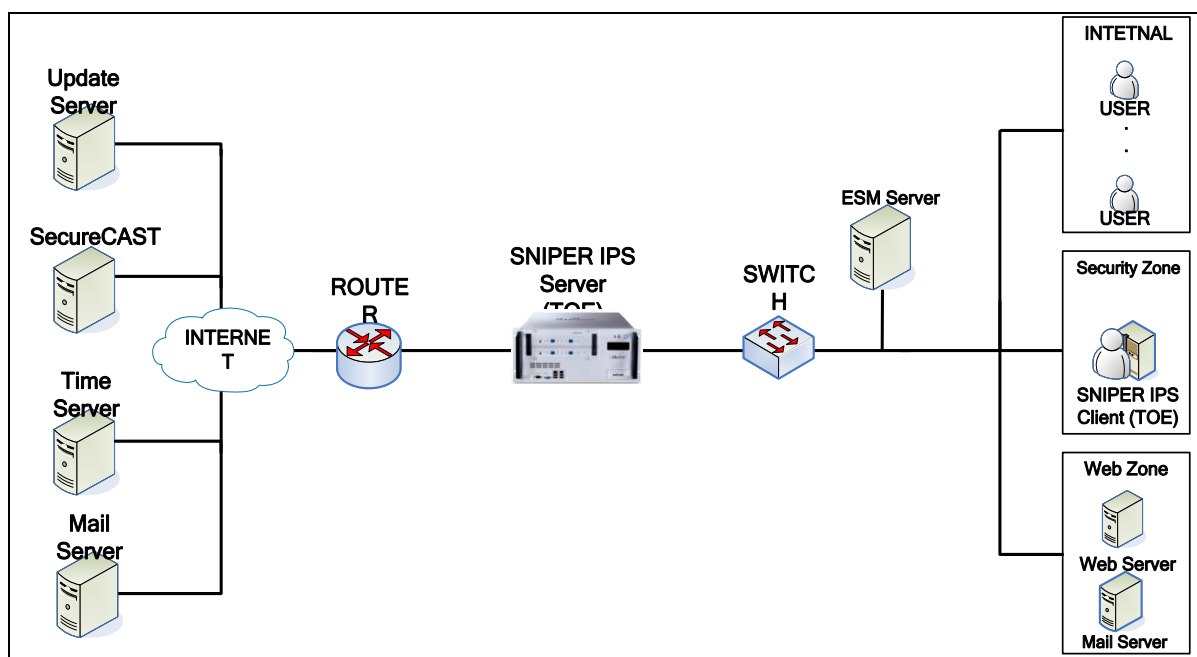 Update
Server
SecureCAST
INTERNE
T
Time
Server
Mail
Server
ROUTE
R
SNIPER IPS
Server
(TOE)
SWITC
H
ESM Server
INTETNAL
USER
.
.
USER
Security Zone
SNIPER IPS
Client (TOE)
Web Zone
Web Server
Mail Server